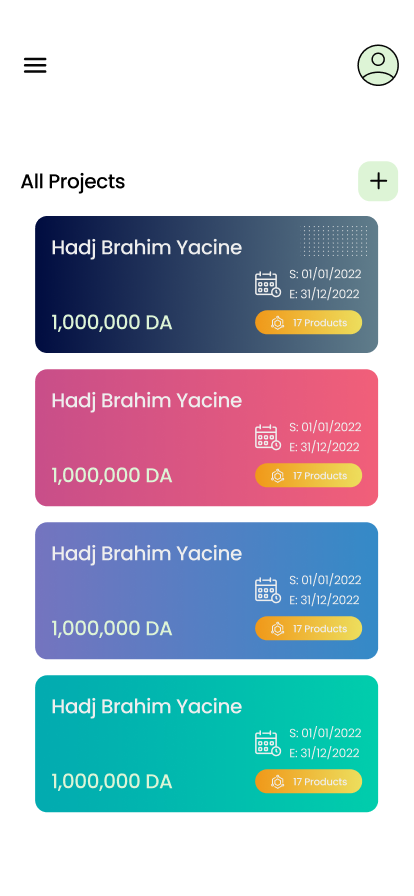 All Projects
Hadj Brahim Yacine
S: 01/01/2022
E: 31/12/2022
1,000,000 DA
17 Products
Hadj Brahim Yacine
S: 01/01/2022
E: 31/12/2022
1,000,000 DA
17 Products
Hadj Brahim Yacine
S: 01/01/2022
E: 31/12/2022
1,000,000 DA
17 Products
Hadj Brahim Yacine
S: 01/01/2022
E: 31/12/2022
1,000,000 DA
17 Products